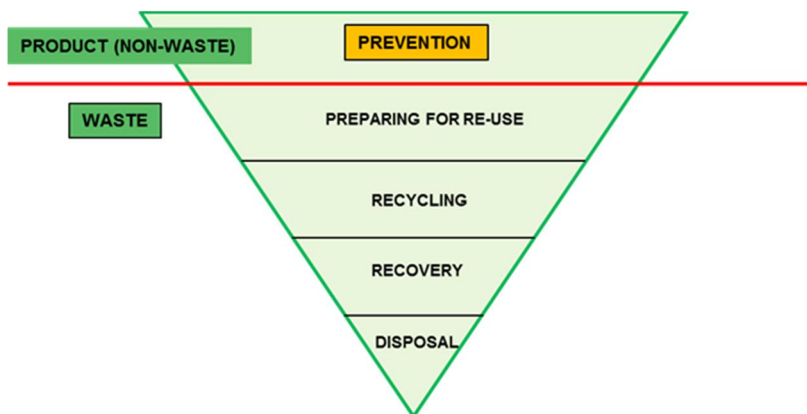 PRODUCT (NON-WASTE)
PREVENTION
WASTE
PREPARING FOR RE-USE
RECYCLING
RECOVERY
DISPOSAL